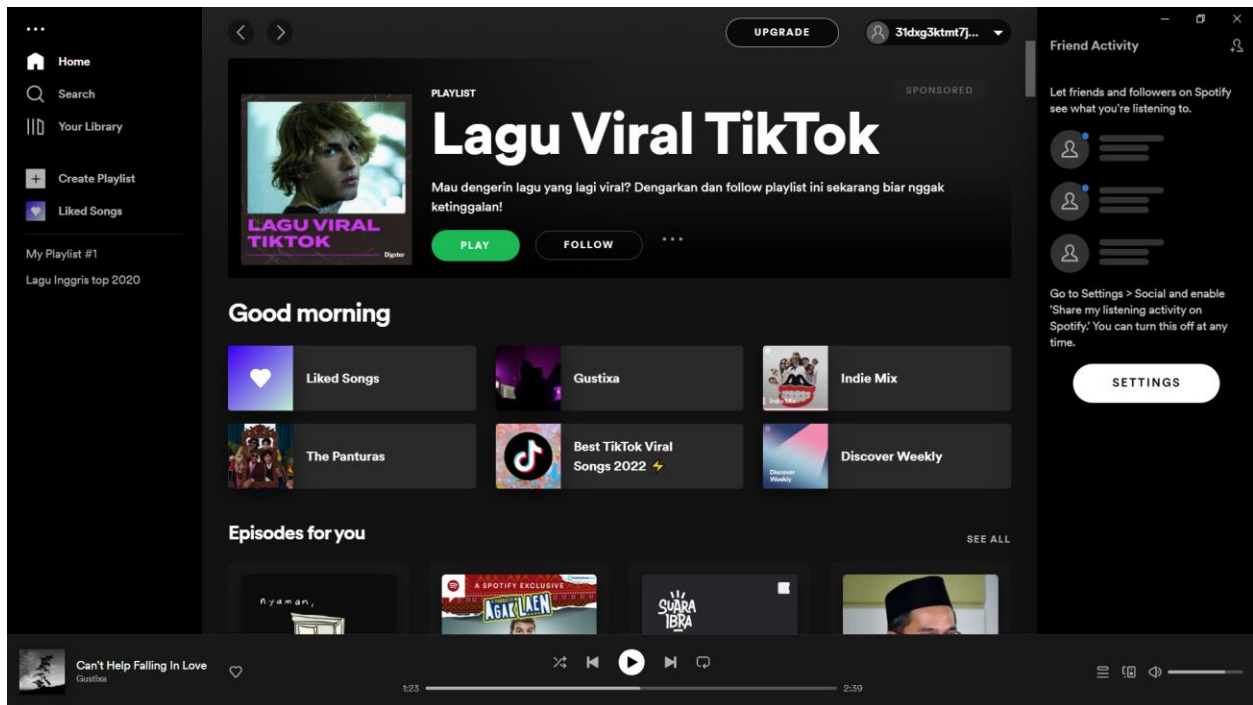 Home
Search
Your Library
Create Playlist
Liked Songs
My Playlist #1
Lagu Inggris top 2020
UPGRADE
31dxg3ktmt7j...
SPONSORED
LAGU VIRAL
TIKTOK
Digster
PLAYLIST
Lagu Viral TikTok
Mau dengerin lagu yang lagi viral? Dengarkan dan follow playlist ini sekarang biar nggak
ketinggalan!
PLAY
FOLLOW
Good morning
Liked Songs
Gustixa
Indie Mix
Indie Mix
The Panturas
Best TikTok Viral
Songs 2022 ⚡
Discover
Weekly
Discover Weekly
Episodes for you
SEE ALL
nyaman,
A SPOTIFY EXCLUSIVE
AGAK LAEN
SUARA
IBRA
Friend Activity
Let friends and followers on Spotify
see what you're listening to.
Go to Settings > Social and enable
'Share my listening activity on
Spotify.' You can turn this off at any
time.
SETTINGS
Can't Help Falling In Love
Gustixa
1:23
2:39